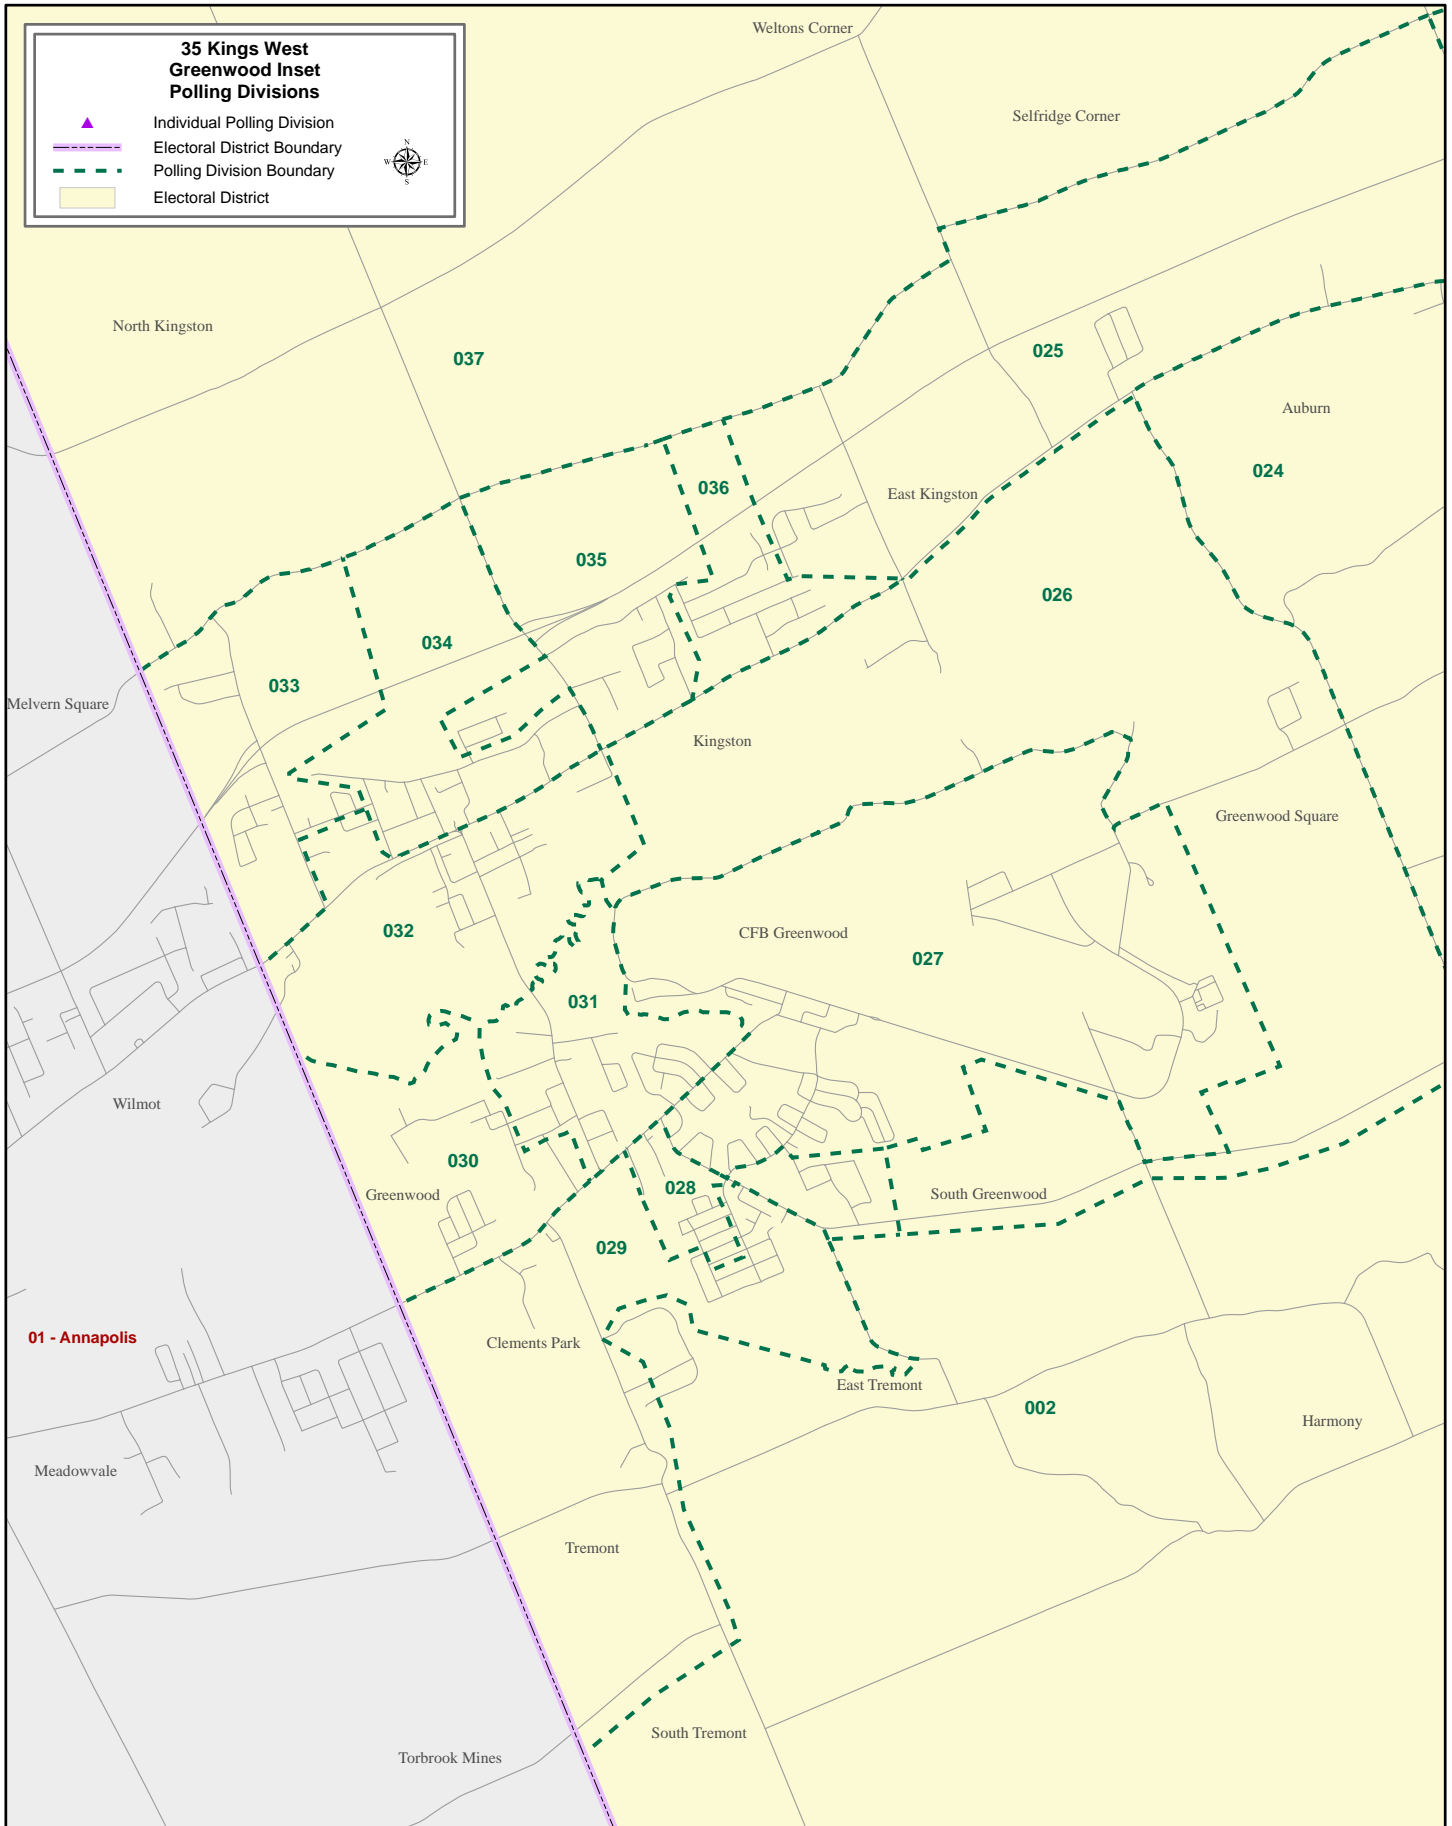 35 Kings West
Greenwood Inset
Polling Divisions
Individual Polling Division
Electoral District Boundary
Polling Division Boundary
Electoral District
N
W E
S
Weltons Corner
Selfridge Corner
North Kingston
037
025
Auburn
024
036
East Kingston
035
026
034
033
Melvern Square
Kingston
Greenwood Square
032
CFB Greenwood
027
031
Wilmot
030
028
Greenwood
South Greenwood
029
01 - Annapolis
Clements Park
East Tremont
002
Harmony
Meadowvale
Tremont
South Tremont
Torbrook Mines